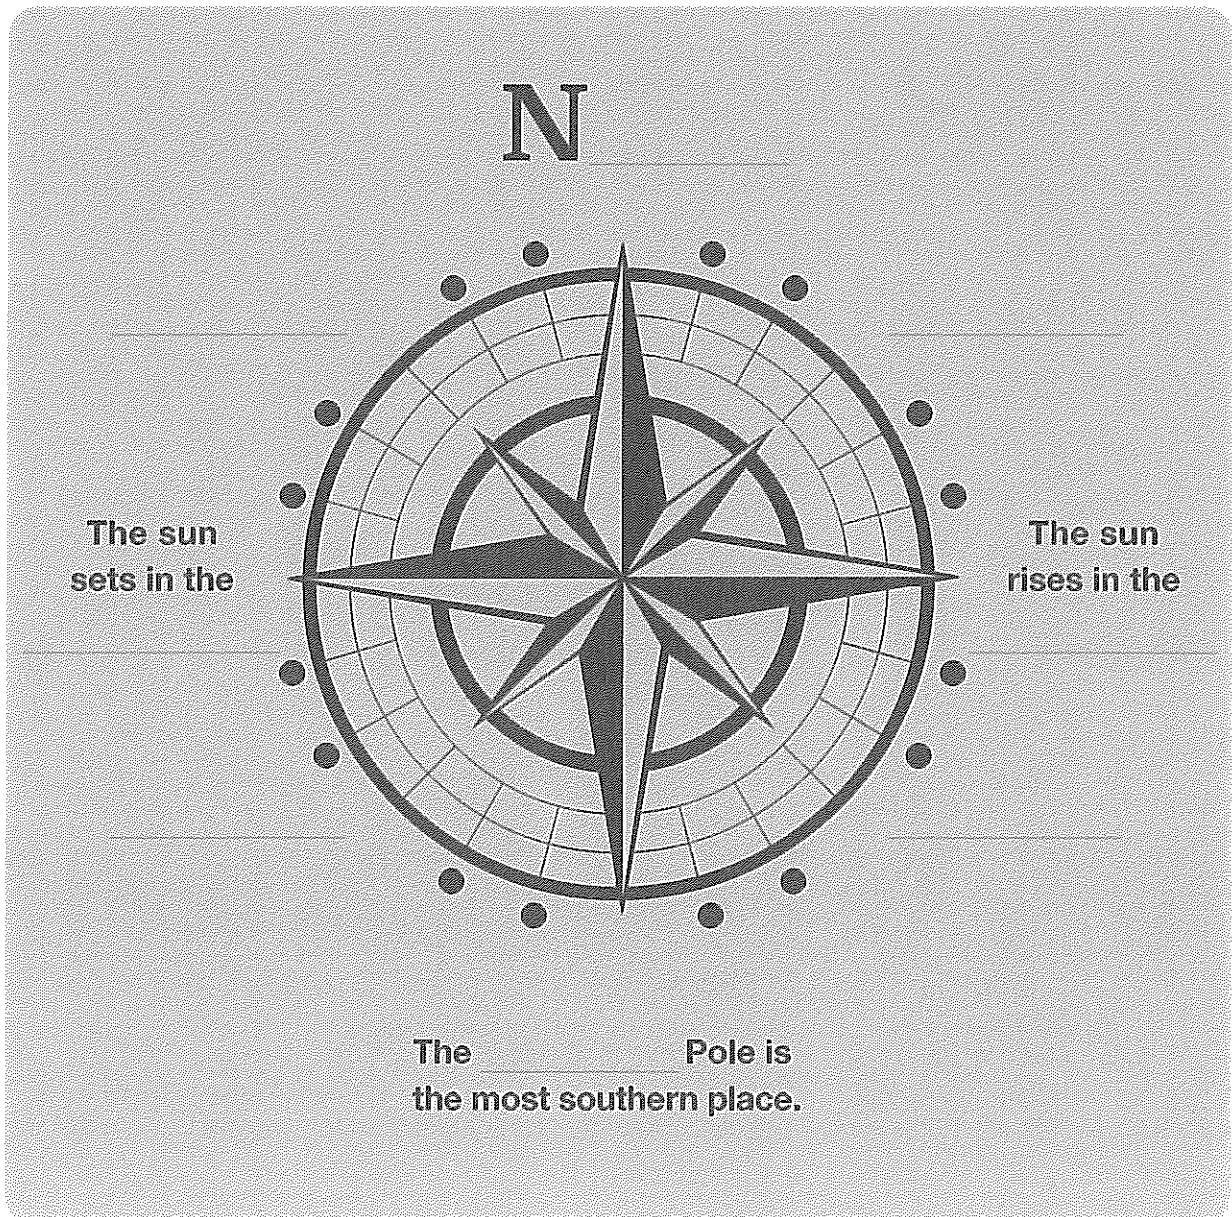 N
The sun
sets in the
The sun
rises in the
The Pole is
the most southern place.